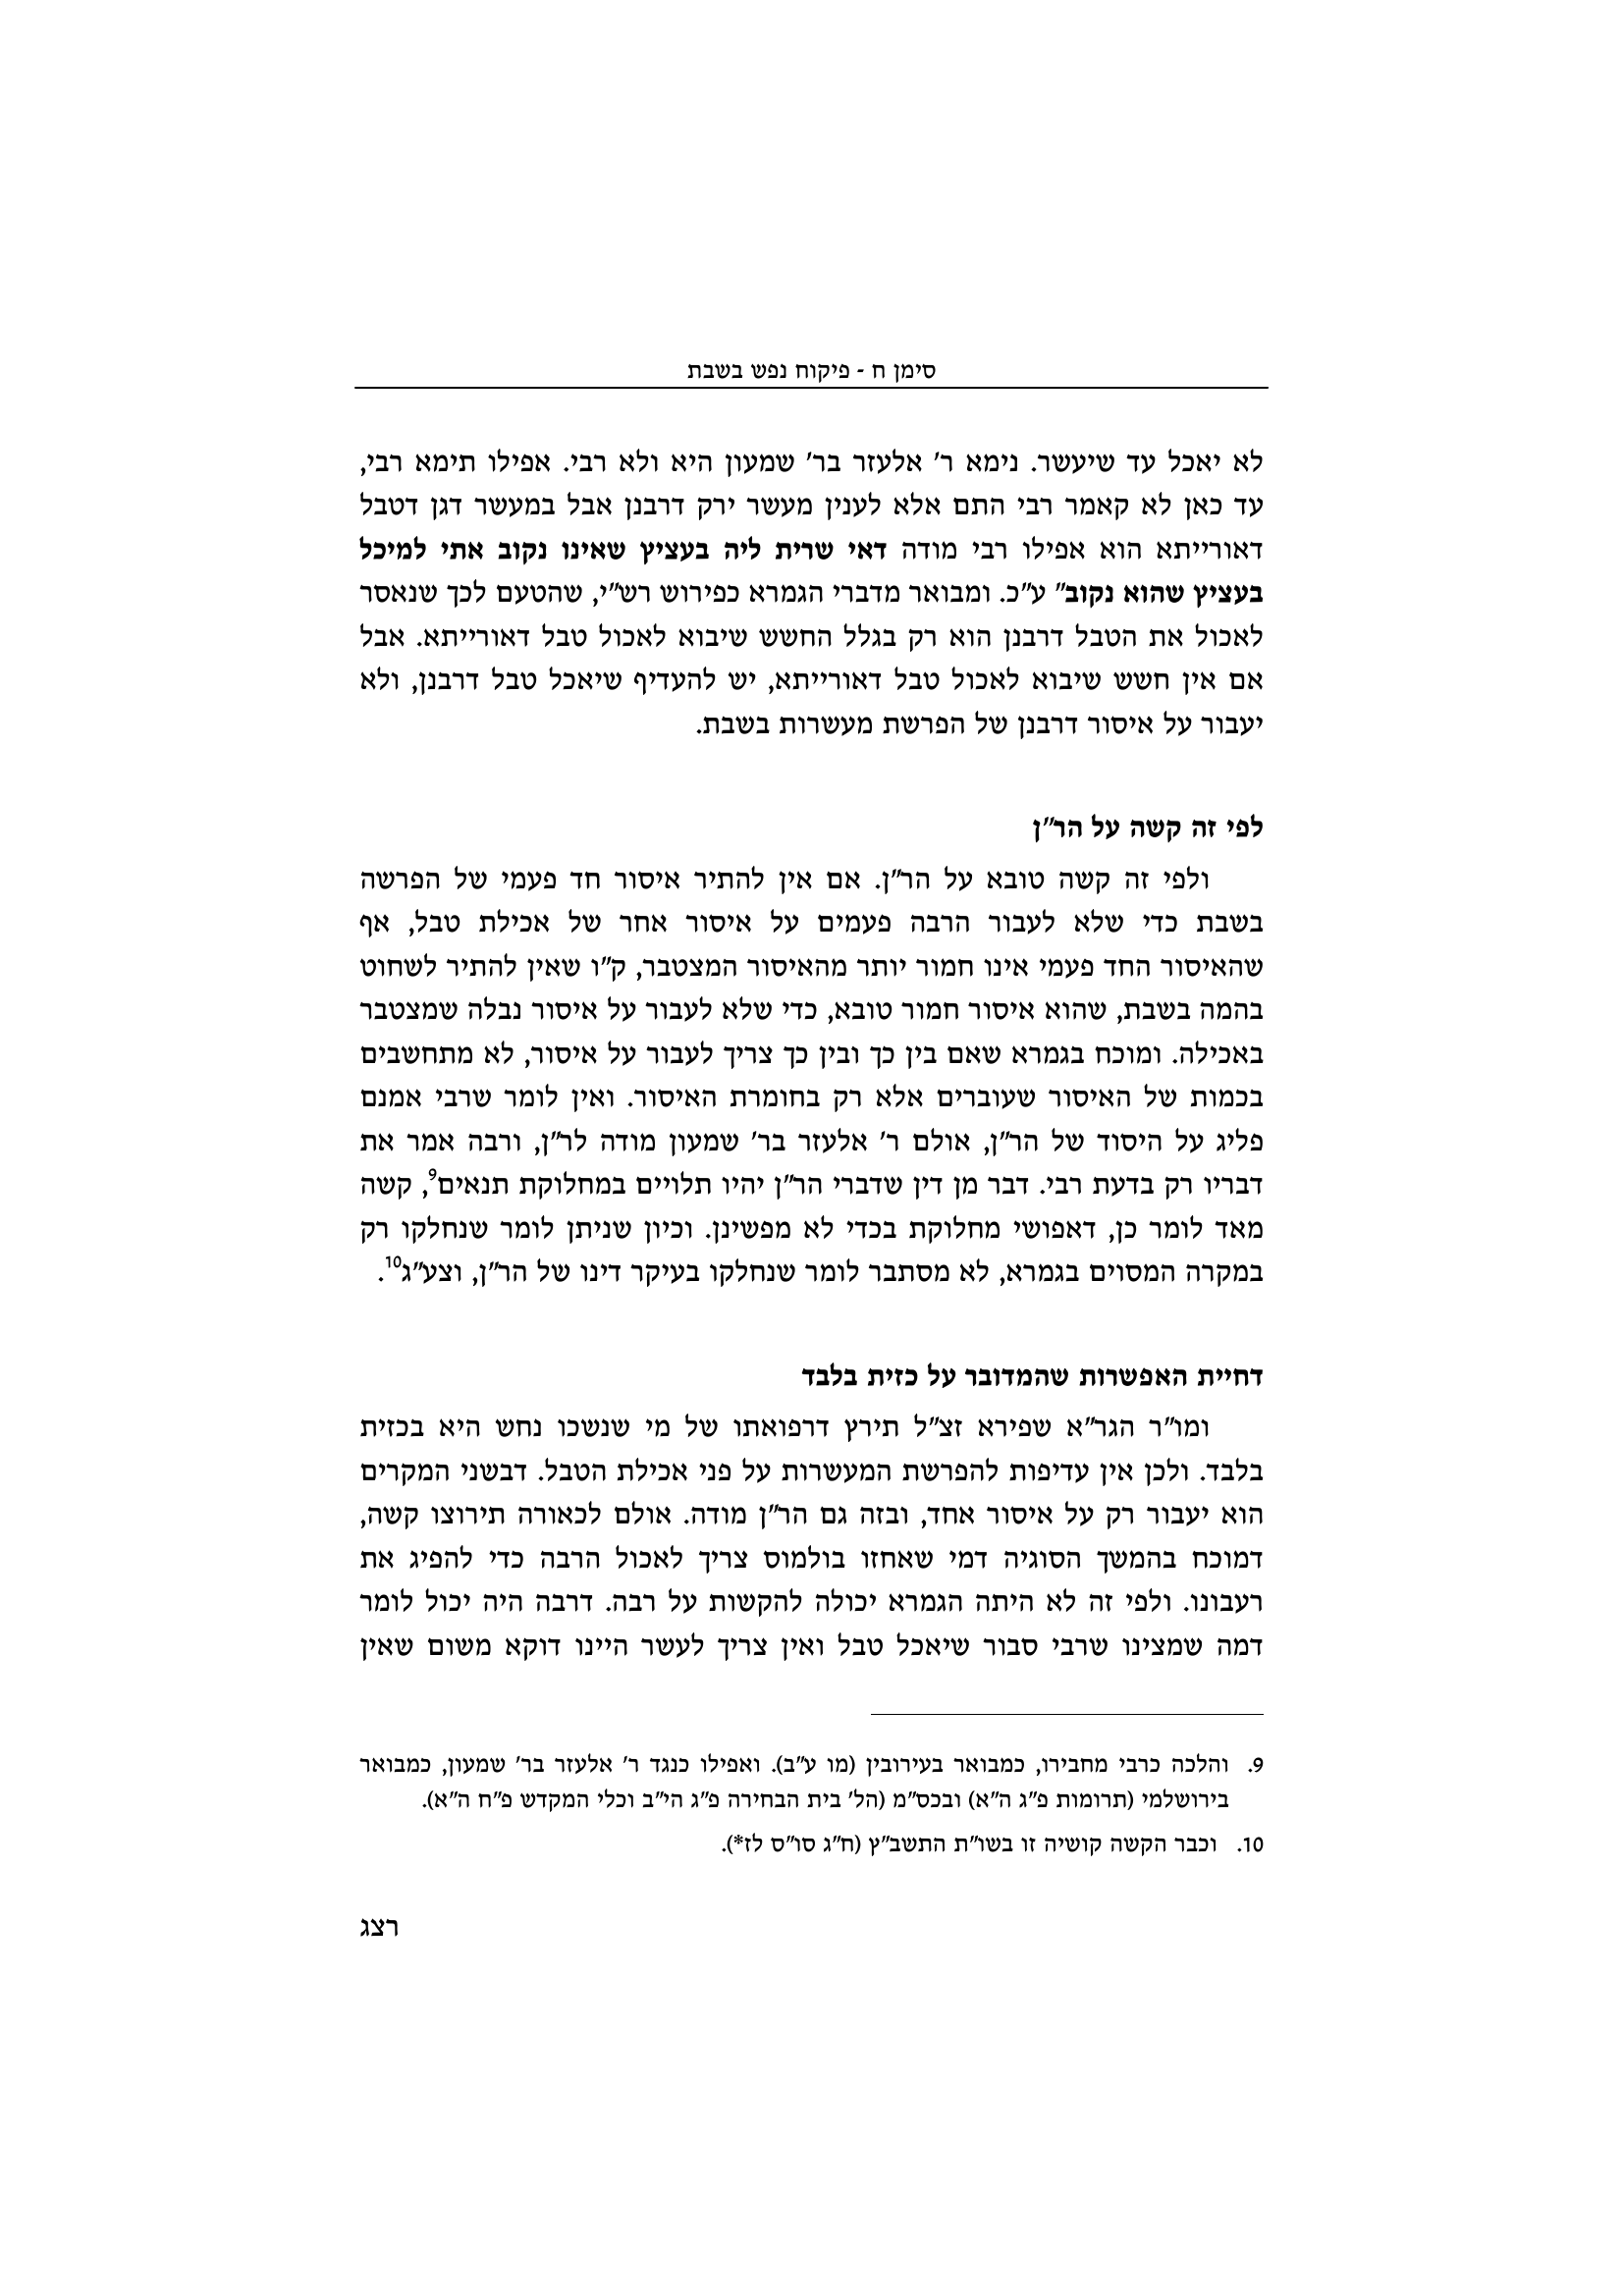 סימן ח - פיקוח נפש בשבת
לא יאכל עד שיעשר. נימא ר' אלעזר בר' שמעון היא ולא רבי. אפילו תימא רבי,
עד כאן לא קאמר רבי התם אלא לענין מעשר ירק דרבנן אבל במעשר דגן דטבל
דאורייתא הוא אפילו רבי מודה דאי שרית ליה בעציץ שאינו נקוב אתי למיכל
בעציץ שהוא נקוב" ע"כ. ומבואר מדברי הגמרא כפירוש רש"י, שהטעם לכך שנאסר
לאכול את הטבל דרבנן הוא רק בגלל החשש שיבוא לאכול טבל דאורייתא. אבל
אם אין חשש שיבוא לאכול טבל דאורייתא, יש להעדיף שיאכל טבל דרבנן, ולא
יעבור על איסור דרבנן של הפרשת מעשרות בשבת.
לפי זה קשה על הר"ן
ולפי זה קשה טובא על הר"ן. אם אין להתיר איסור חד פעמי של הפרשה
בשבת כדי שלא לעבור הרבה פעמים על איסור אחר של אכילת טבל, אף
שהאיסור החד פעמי אינו חמור יותר מהאיסור המצטבר, ק"ו שאין להתיר לשחוט
בהמה בשבת, שהוא איסור חמור טובא, כדי שלא לעבור על איסור נבלה שמצטבר
באכילה. ומוכח בגמרא שאם בין כך ובין כך צריך לעבור על איסור, לא מתחשבים
בכמות של האיסור שעוברים אלא רק בחומרת האיסור. ואין לומר שרבי אמנם
פליג על היסוד של הר"ן, אולם ר' אלעזר בר' שמעון מודה לר"ן, ורבה אמר את
דבריו רק בדעת רבי. דבר מן דין שדברי הר"ן יהיו תלויים במחלוקת תנאים9, קשה
מאד לומר כן, דאפושי מחלוקת בכדי לא מפשינן. וכיון שניתן לומר שנחלקו רק
במקרה המסוים בגמרא, לא מסתבר לומר שנחלקו בעיקר דינו של הר"ן, וצע"ג10.
דחיית האפשרות שהמדובר על כזית בלבד
ומו"ר הגר"א שפירא זצ"ל תירץ דרפואתו של מי שנשכו נחש היא בכזית
בלבד. ולכן אין עדיפות להפרשת המעשרות על פני אכילת הטבל. דבשני המקרים
הוא יעבור רק על איסור אחד, ובזה גם הר"ן מודה. אולם לכאורה תירוצו קשה,
דמוכח בהמשך הסוגיה דמי שאחזו בולמוס צריך לאכול הרבה כדי להפיג את
רעבונו. ולפי זה לא היתה הגמרא יכולה להקשות על רבה. דרבה היה יכול לומר
דמה שמצינו שרבי סבור שיאכל טבל ואין צריך לעשר היינו דוקא משום שאין
9. והלכה כרבי מחבירו, כמבואר בעירובין (מו ע"ב). ואפילו כנגד ר' אלעזר בר' שמעון, כמבואר
בירושלמי (תרומות פ"ג ה"א) ובכס"מ (הל' בית הבחירה פ"ג הי"ב וכלי המקדש פ"ח ה"א).
10. וכבר הקשה קושיה זו בשו"ת התשב"ץ (ח"ג סו"ס לז*).
רצג